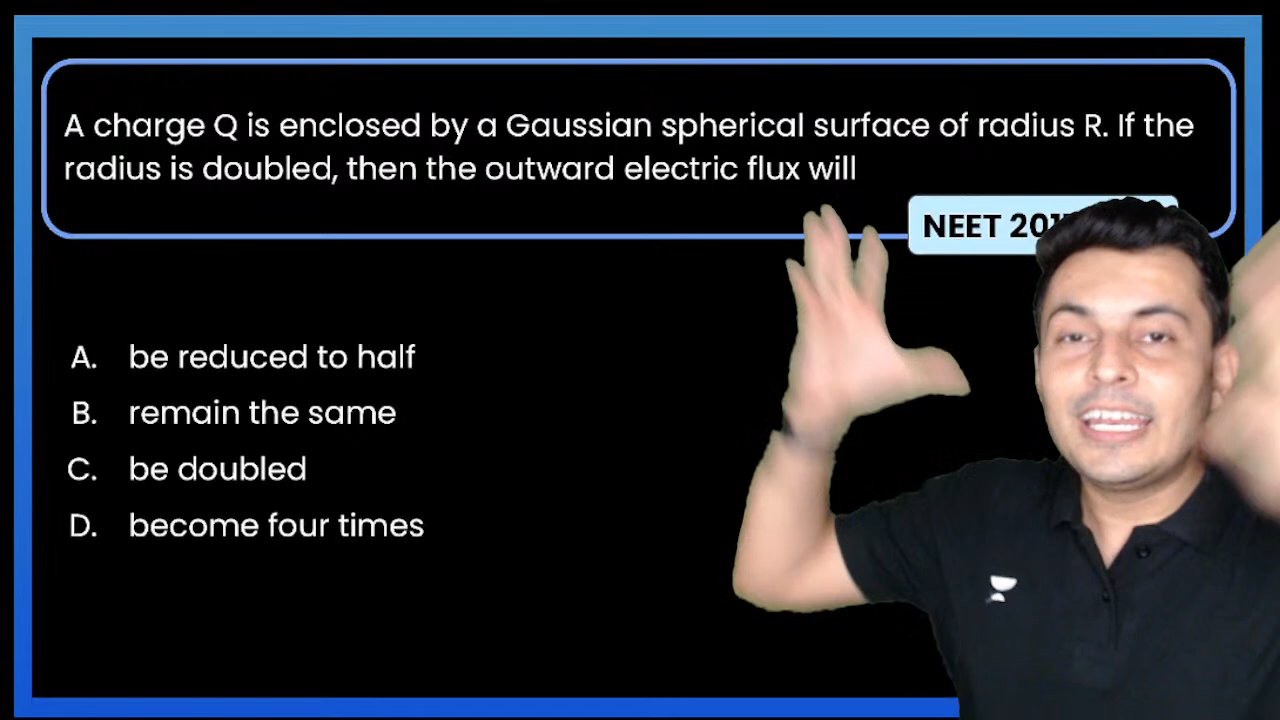 A charge Q is enclosed by a Gaussian spherical surface of radius R. If the
radius is doubled, then the outward electric flux will
NEET
A. be reduced to half
B. remain the same
C. be doubled
D. become four times